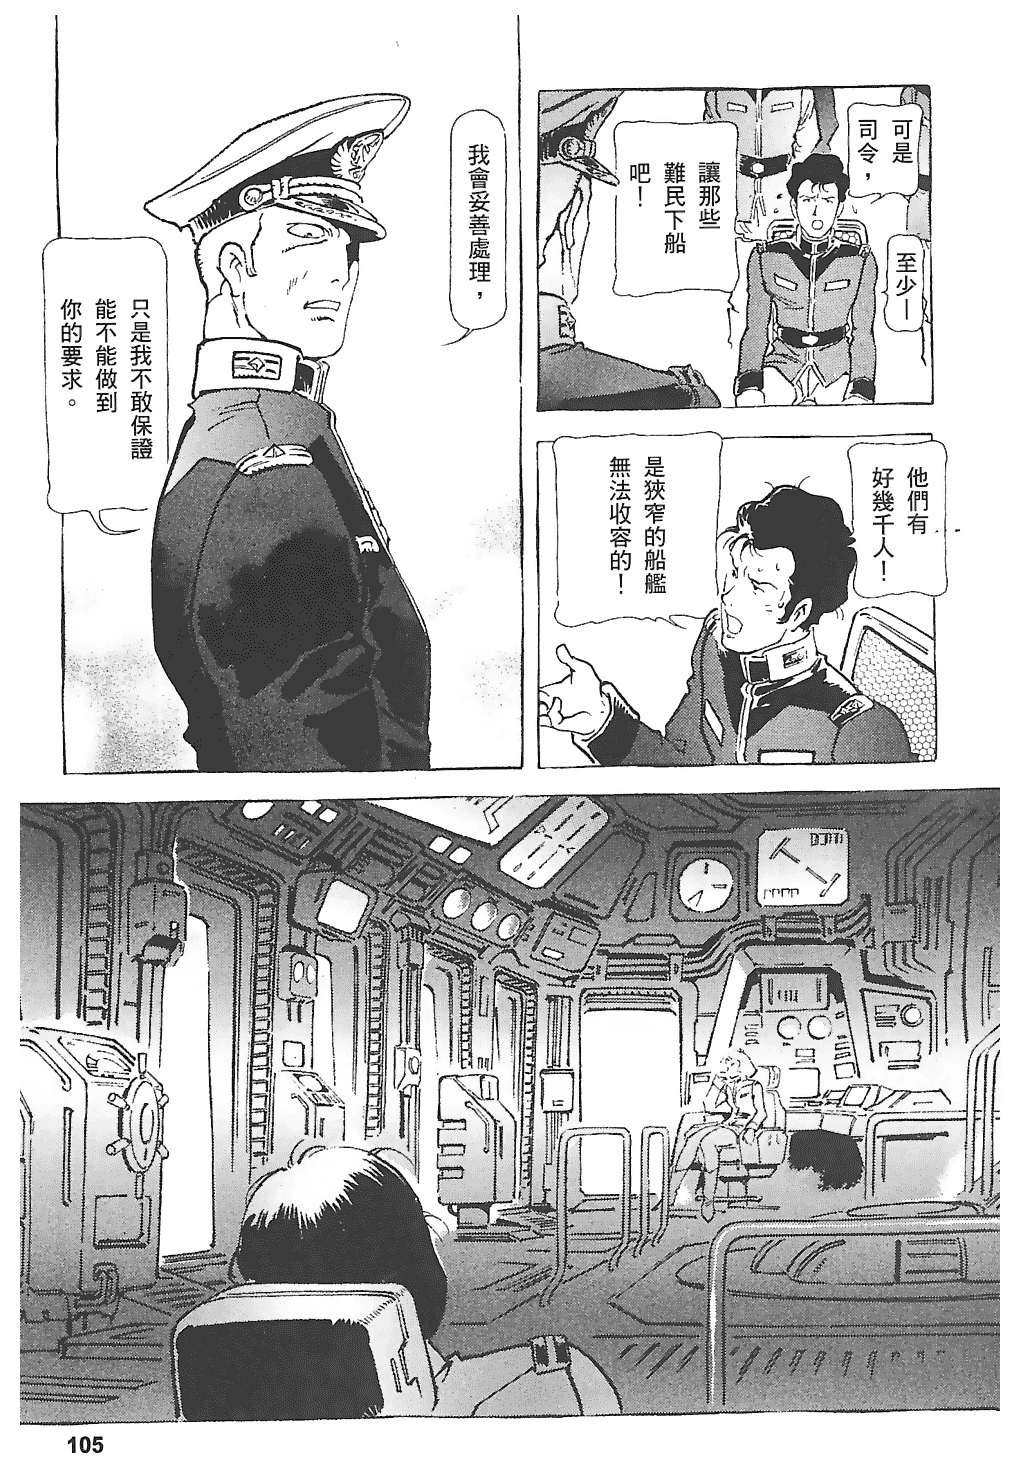 可是
司令，
至少—
讓那些
難民下船
吧！
他們有
好幾千人！
是狹窄的船艦
無法收容的！
我會妥善處理，
只是我不敢保證
能不能做到
你的要求。
105